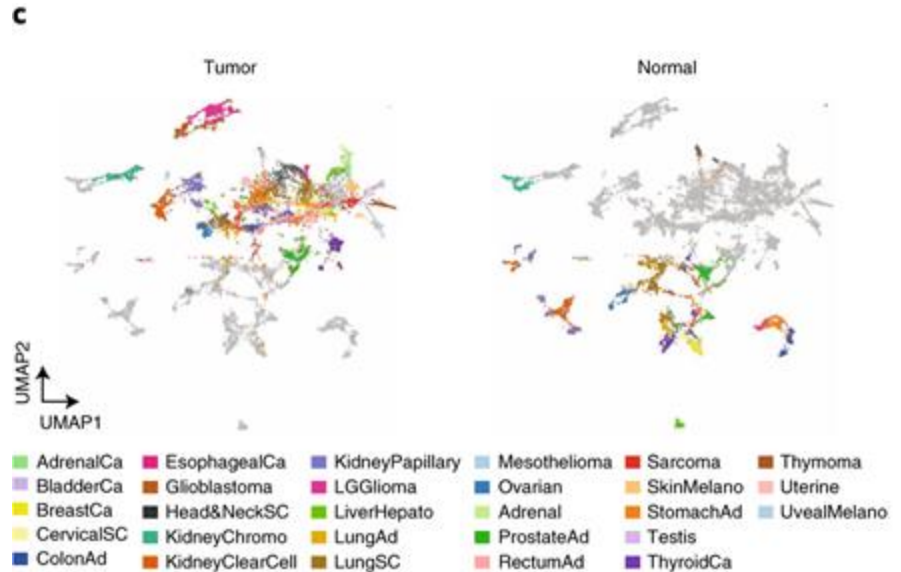 c
Tumor Normal
UMAP2
UMAP1
AdrenalCa EsophagealCa KidneyPapillary Mesothelioma Sarcoma Thymoma
BladderCa Glioblastoma LGGlioma Ovarian SkinMelano Uterine
BreastCa Head&NeckSC LiverHepato Adrenal StomachAd UvealMelano
CervicalSC KidneyChromo LungAd ProstateAd Testis
ColonAd KidneyClearCell LungSC RectumAd ThyroidCa